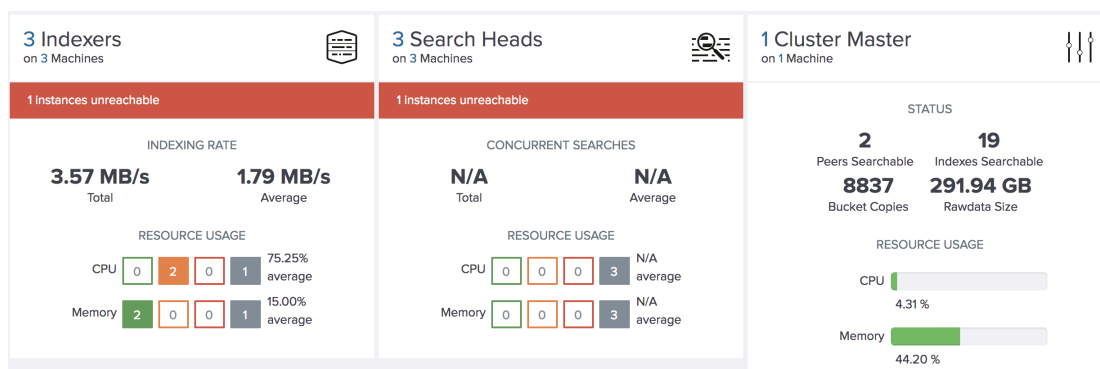 3 Indexers
on 3 Machines
1 instances unreachable
INDEXING RATE
3.57 MB/s 1.79 MB/s
Total Average
RESOURCE USAGE
CPU 0 2 0 1 75.25% average
Memory 2 0 0 1 15.00% average
3 Search Heads
on 3 Machines
1 instances unreachable
CONCURRENT SEARCHES
N/A N/A
Total Average
RESOURCE USAGE
CPU 0 0 0 3 N/A average
Memory 0 0 0 3 N/A average
1 Cluster Master
on 1 Machine
STATUS
2 19
Peers Searchable Indexes Searchable
8837 291.94 GB
Bucket Copies Rawdata Size
RESOURCE USAGE
CPU
4.31 %
Memory
44.20 %